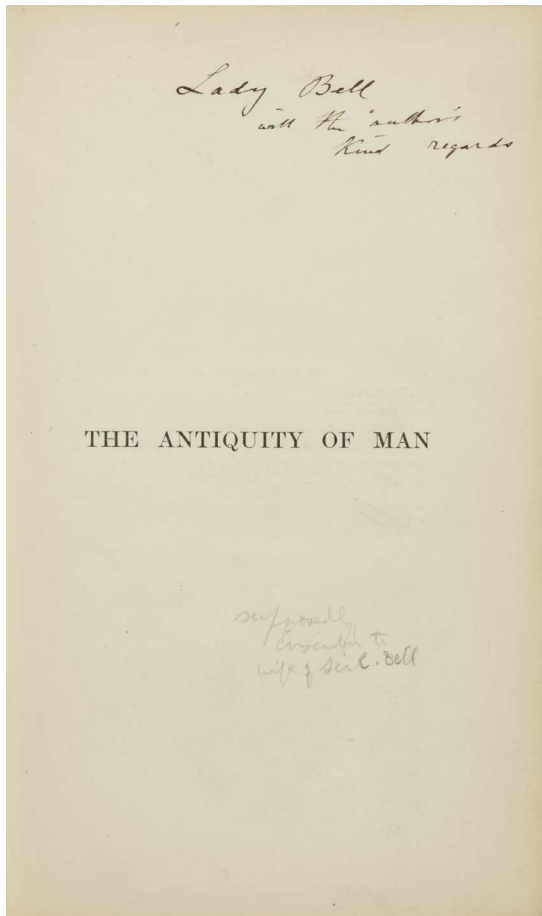 Lady Bell
with the author's
kind regards
THE ANTIQUITY OF MAN
supposedly
inscribed to
wife of Sir C. Bell